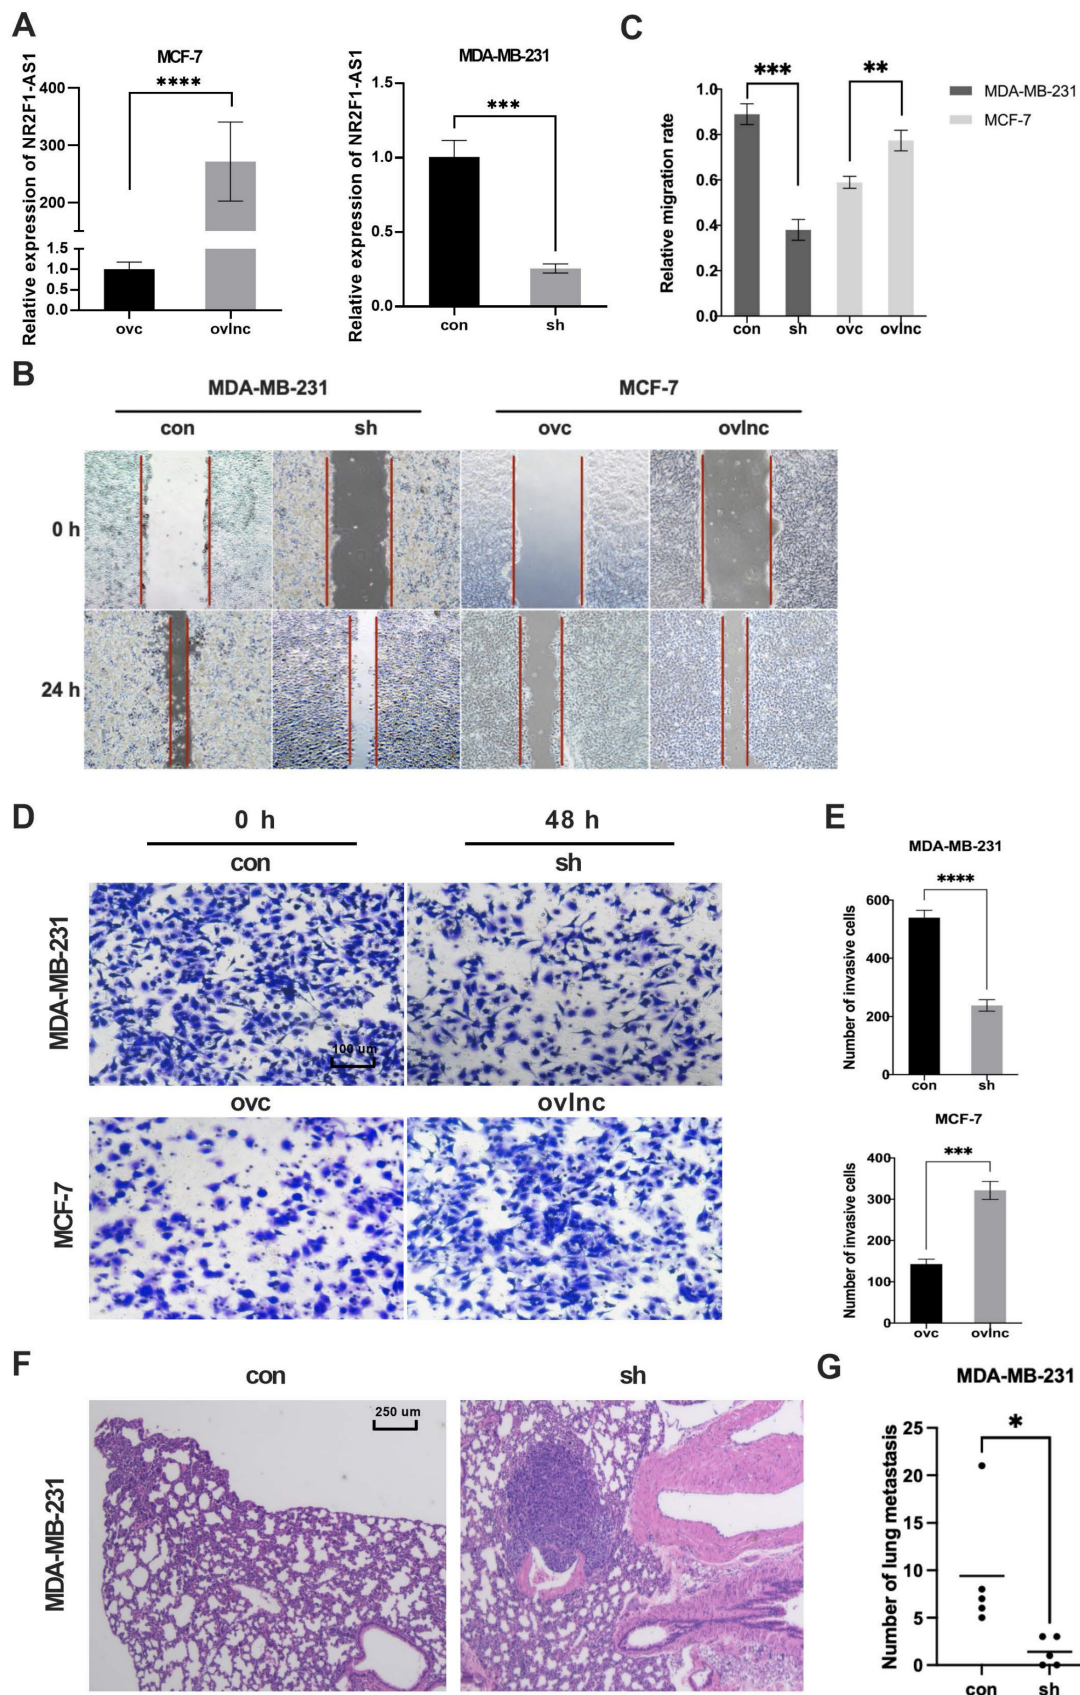 A
MCF-7
****
Relative expression of NR2F1-AS1
400
300
200
1.5
1.0
0.5
0.0
ovc
ovlnc
MDA-MB-231
***
Relative expression of NR2F1-AS1
1.5
1.0
0.5
0.0
con
sh
C
***
**
MDA-MB-231
MCF-7
Relative migration rate
1.0
0.8
0.6
0.4
0.2
0.0
con
sh
ovc
ovlnc
B
MDA-MB-231
MCF-7
con
sh
ovc
ovlnc
0 h
24 h
D
0 h
48 h
con
sh
MDA-MB-231
100 um
ovc
ovlnc
MCF-7
E
MDA-MB-231
****
Number of invasive cells
600
400
200
0
con
sh
MCF-7
***
Number of invasive cells
400
300
200
100
0
ovc
ovlnc
F
con
sh
MDA-MB-231
250 um
G
MDA-MB-231
*
Number of lung metastasis
25
20
15
10
5
0
con
sh